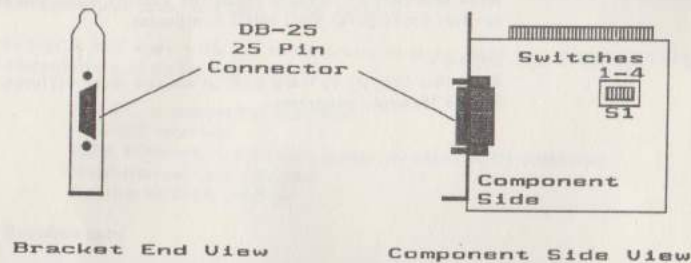 DB-25
25 Pin
Connector
Switches
1-4
S1
Component
Side
Bracket End View
Component Side View